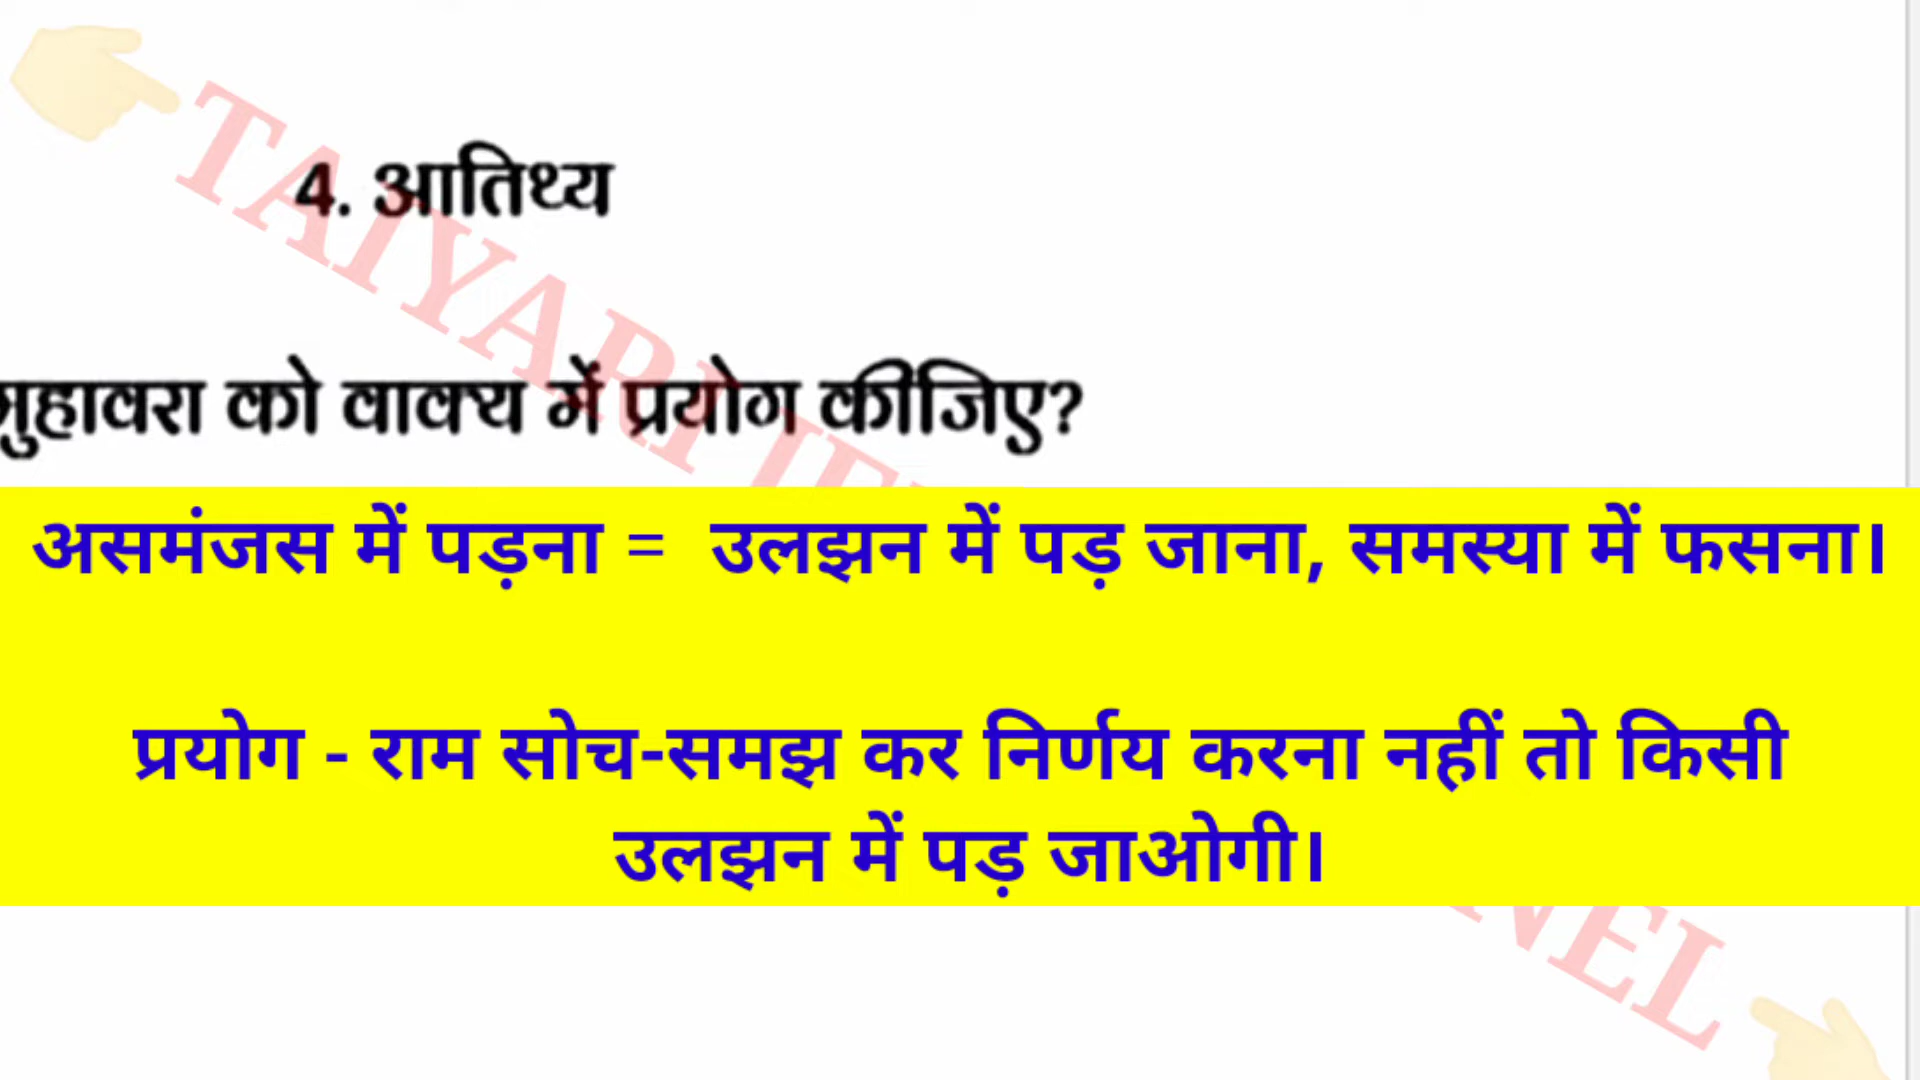 4. आतिथ्य
मुहावरा को वाक्य में प्रयोग कीजिए?
असमंजस में पड़ना = उलझन में पड़ जाना, समस्या में फसना।
प्रयोग - राम सोच-समझ कर निर्णय करना नहीं तो किसी
उलझन में पड़ जाओगी।
TAIYARI